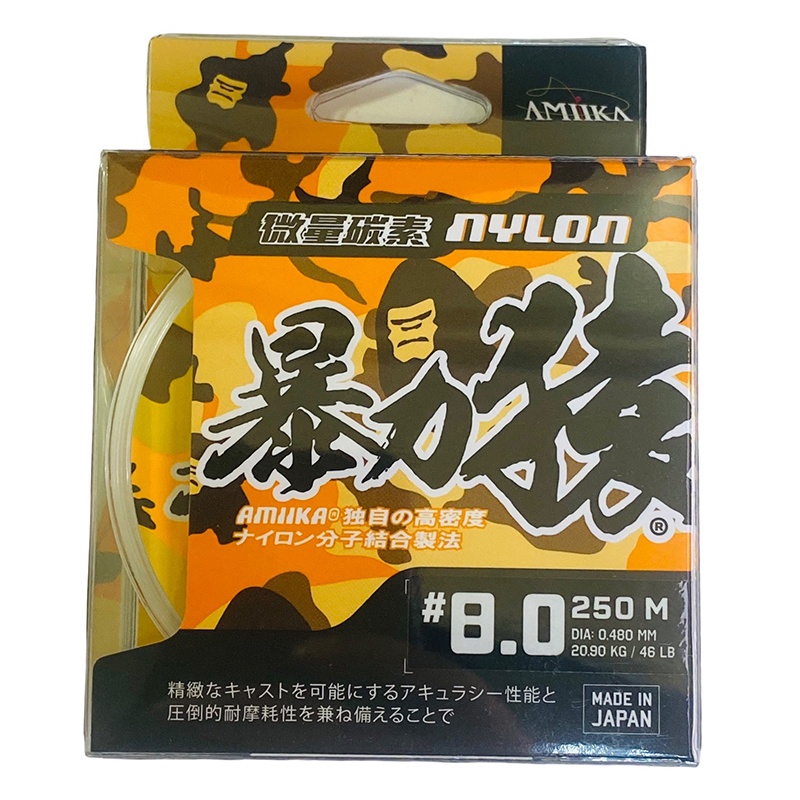 AMIIKA
微量碳素 NYLON
暴力猿
®
AMIIKA®独自の高密度
ナイロン分子結合製法
#8.0 250 M
DIA: 0.480 MM
20.90 KG / 46 LB
精緻なキャストを可能にするアキュラシー性能と
圧倒的耐摩耗性を兼ね備えることで
MADE IN
JAPAN